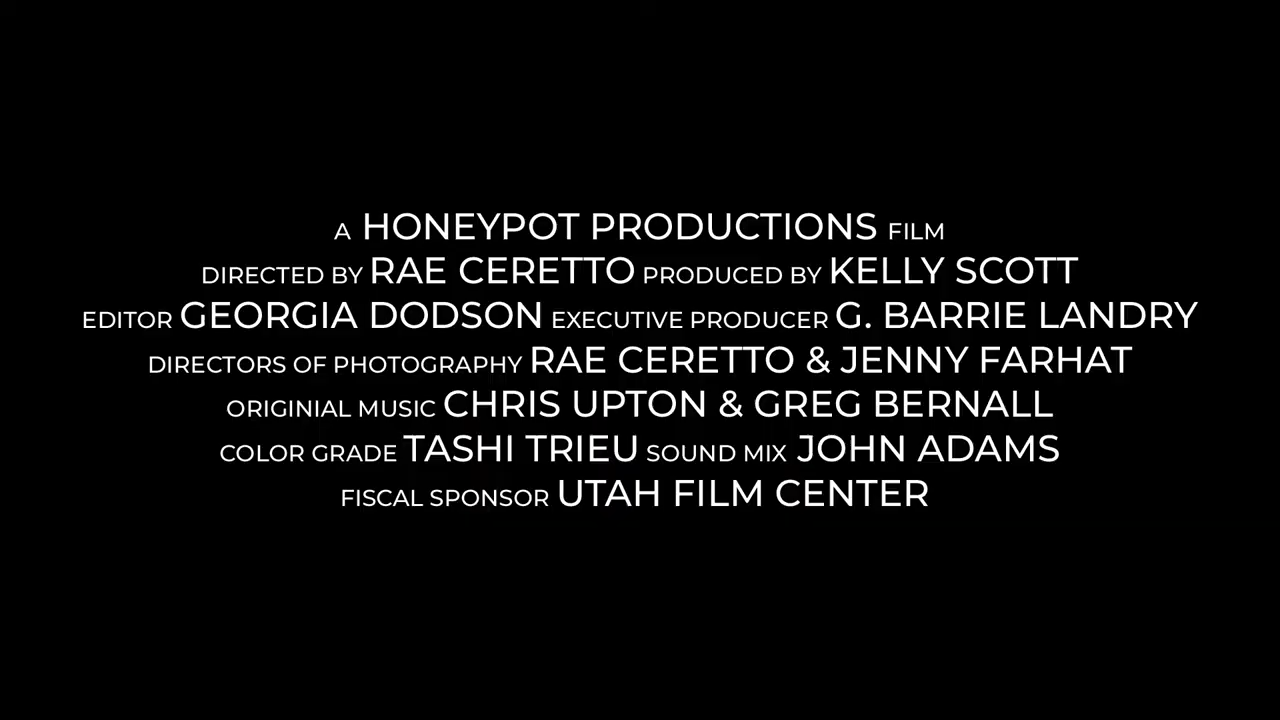 A HONEYPOT PRODUCTIONS FILM
DIRECTED BY RAE CERETTO PRODUCED BY KELLY SCOTT
EDITOR GEORGIA DODSON EXECUTIVE PRODUCER G. BARRIE LANDRY
DIRECTORS OF PHOTOGRAPHY RAE CERETTO & JENNY FARHAT
ORIGINIAL MUSIC CHRIS UPTON & GREG BERNALL
COLOR GRADE TASHI TRIEU SOUND MIX JOHN ADAMS
FISCAL SPONSOR UTAH FILM CENTER